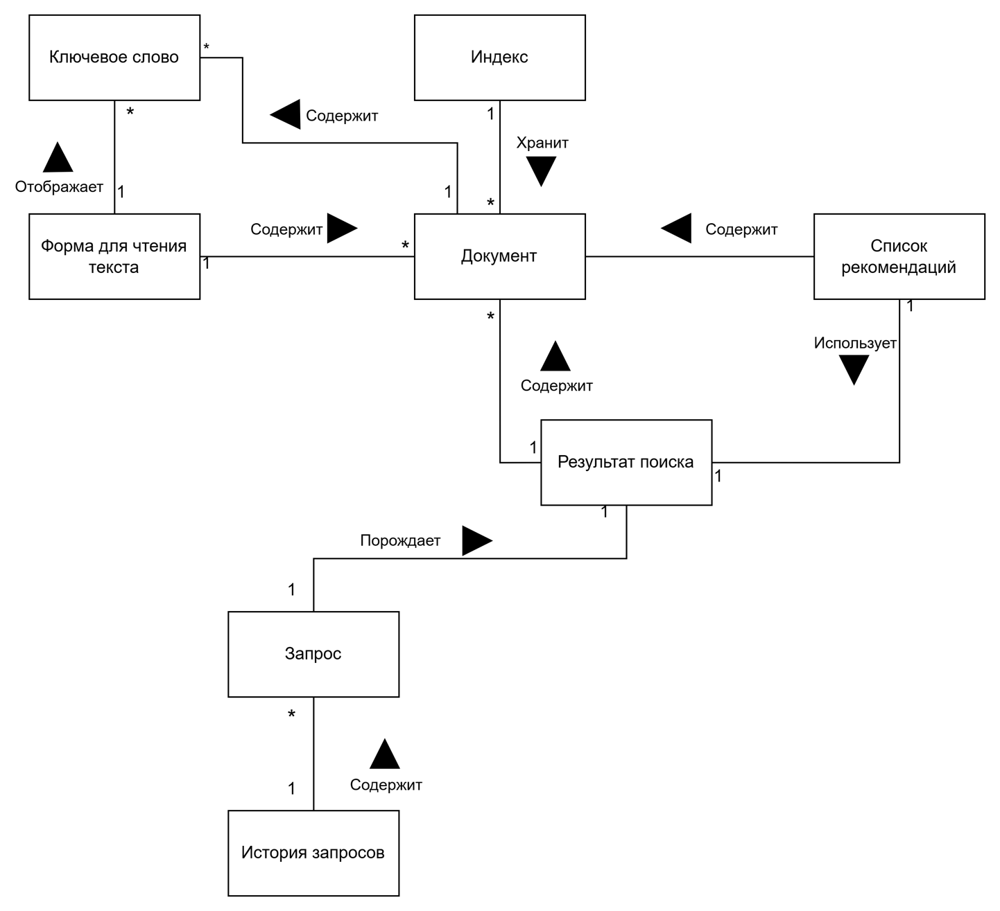 Ключевое слово
*
Индекс
*
Содержит
1
Хранит
Отображает
1
1
*
Форма для чтения
текста
1
Содержит
*
Документ
Содержит
Список
рекомендаций
*
1
Использует
Содержит
1
Результат поиска
1
1
Порождает
1
Запрос
*
1
Содержит
История запросов